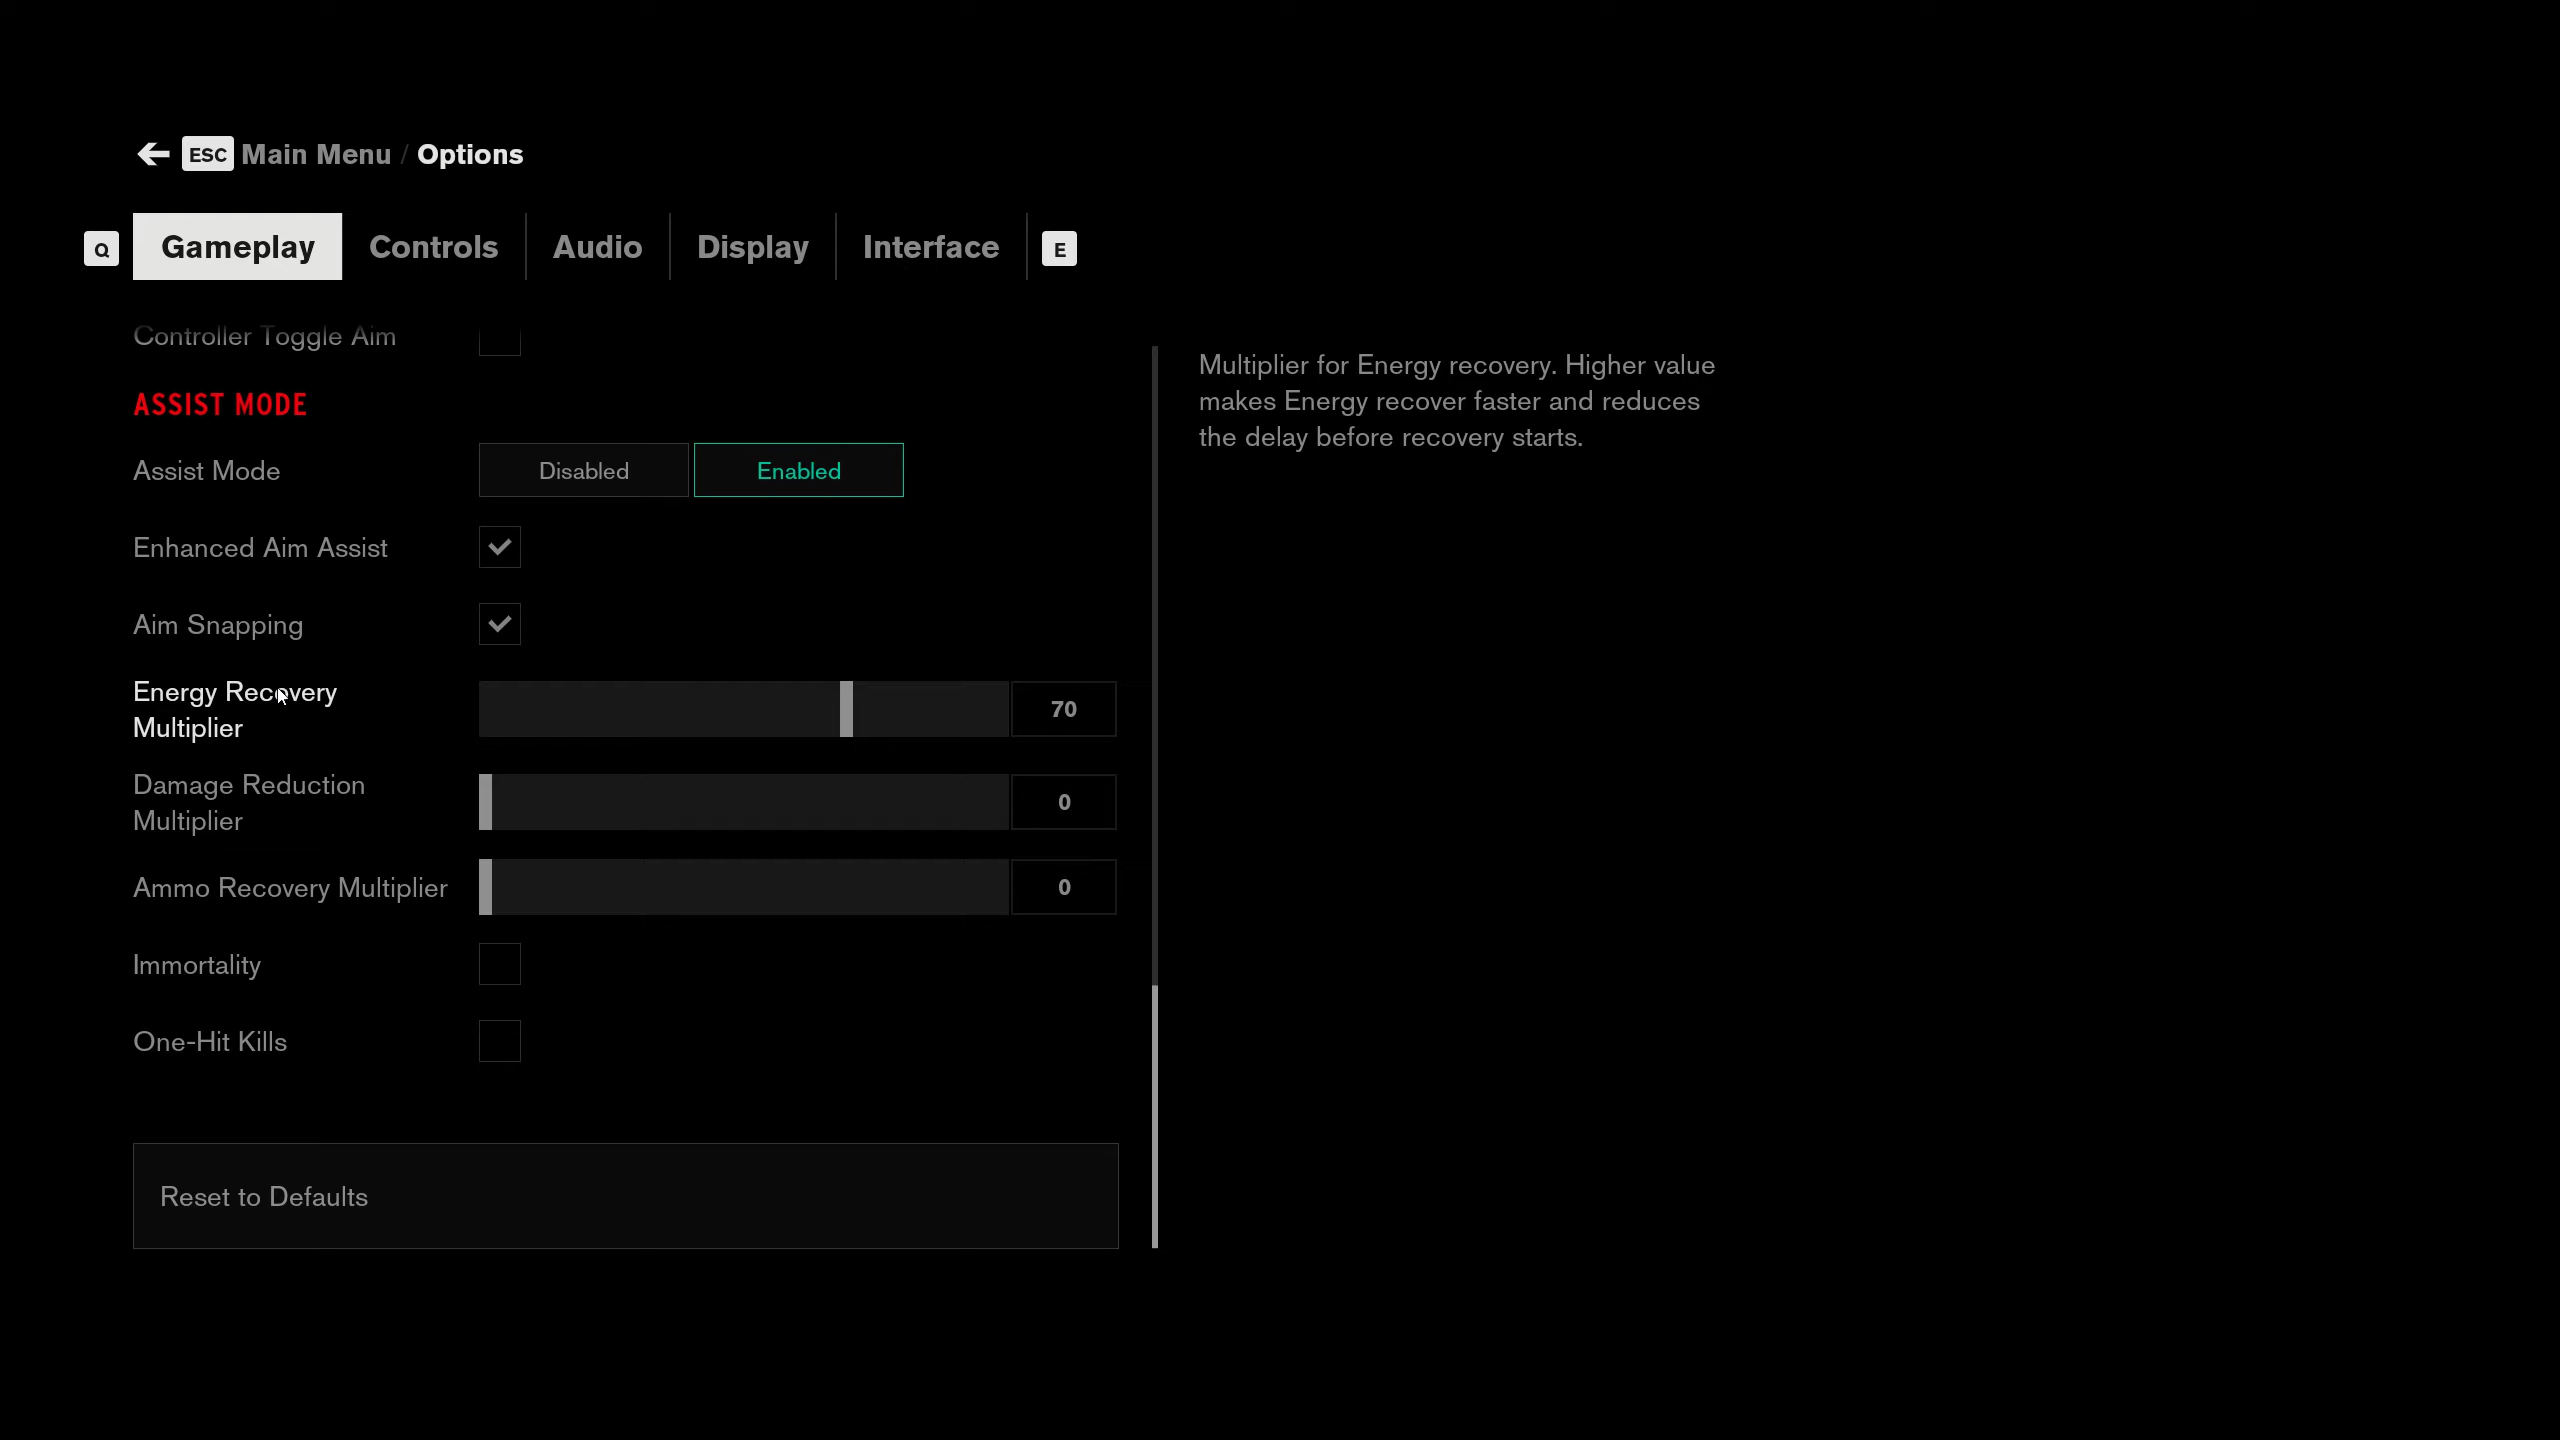 ESC Main Menu / Options
Q Gameplay Controls Audio Display Interface E
Controller Toggle Aim
ASSIST MODE
Assist Mode Disabled Enabled
Enhanced Aim Assist
Aim Snapping
Energy Recovery
Multiplier
70
Damage Reduction
Multiplier
0
Ammo Recovery Multiplier 0
Immortality
One-Hit Kills
Reset to Defaults
Multiplier for Energy recovery. Higher value
makes Energy recover faster and reduces
the delay before recovery starts.